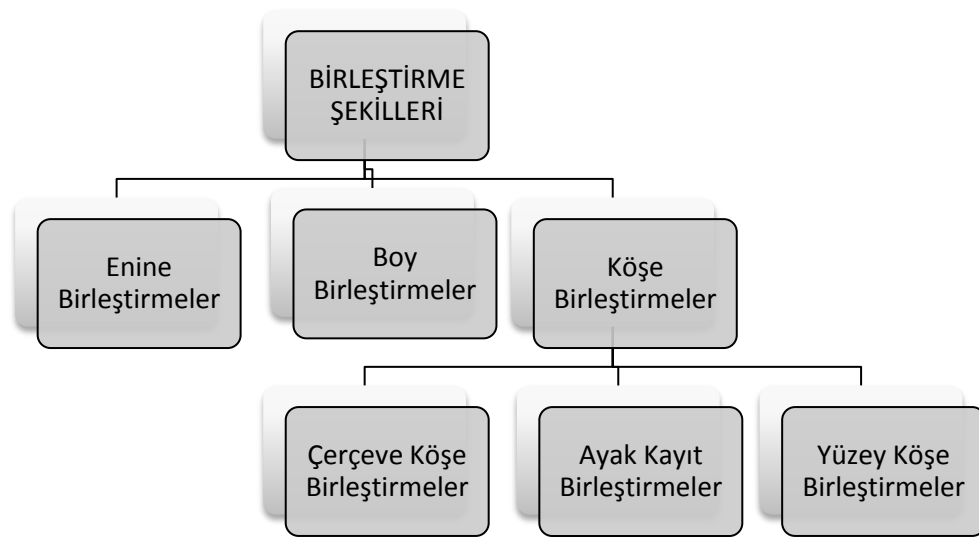 BİRLEŞTİRME
ŞEKİLLERİ
Enine
Birleştirmeler
Boy
Birleştirmeler
Köşe
Birleştirmeler
Çerçeve Köşe
Birleştirmeler
Ayak Kayıt
Birleştirmeler
Yüzey Köşe
Birleştirmeler